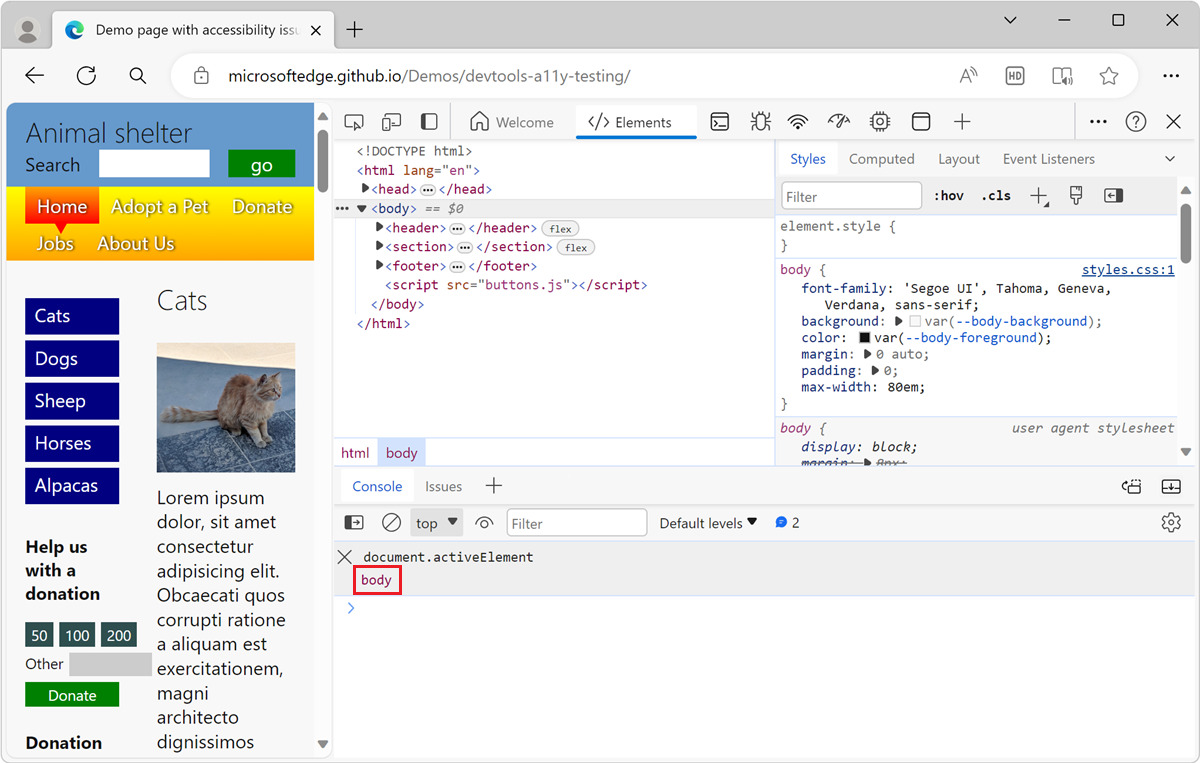 Demo page with accessibility issu
microsoftedge.github.io/Demos/devtools-a11y-testing/
A
HD
Animal shelter
Search
go
Home
Adopt a Pet
Donate
Jobs
About Us
Cats
Dogs
Sheep
Horses
Alpacas
Help us
with a
donation
50
100
200
Other
Donate
Donation
Cats
Lorem ipsum
dolor, sit amet
consectetur
adipisicing elit.
Obcaecati quos
corrupti ratione
a aliquam est
exercitationem,
magni
architecto
dignissimos
Welcome
</> Elements
<!DOCTYPE html>
<html lang="en">
<head> ••• </head>
••• <body> == $0
<header> ••• </header> flex
<section> ••• </section> flex
<footer> ••• </footer>
<script src="buttons.js"></script>
</body>
</html>
html body
Styles Computed Layout Event Listeners
Filter :hov .cls
element.style {
}
body { styles.css:1
font-family: 'Segoe UI', Tahoma, Geneva,
Verdana, sans-serif;
background: var(--body-background);
color: var(--body-foreground);
margin: 0 auto;
padding: 0;
max-width: 80em;
}
body { user agent stylesheet
display: block;
margin: 8px;
Console Issues
top Filter Default levels 2
document.activeElement
body